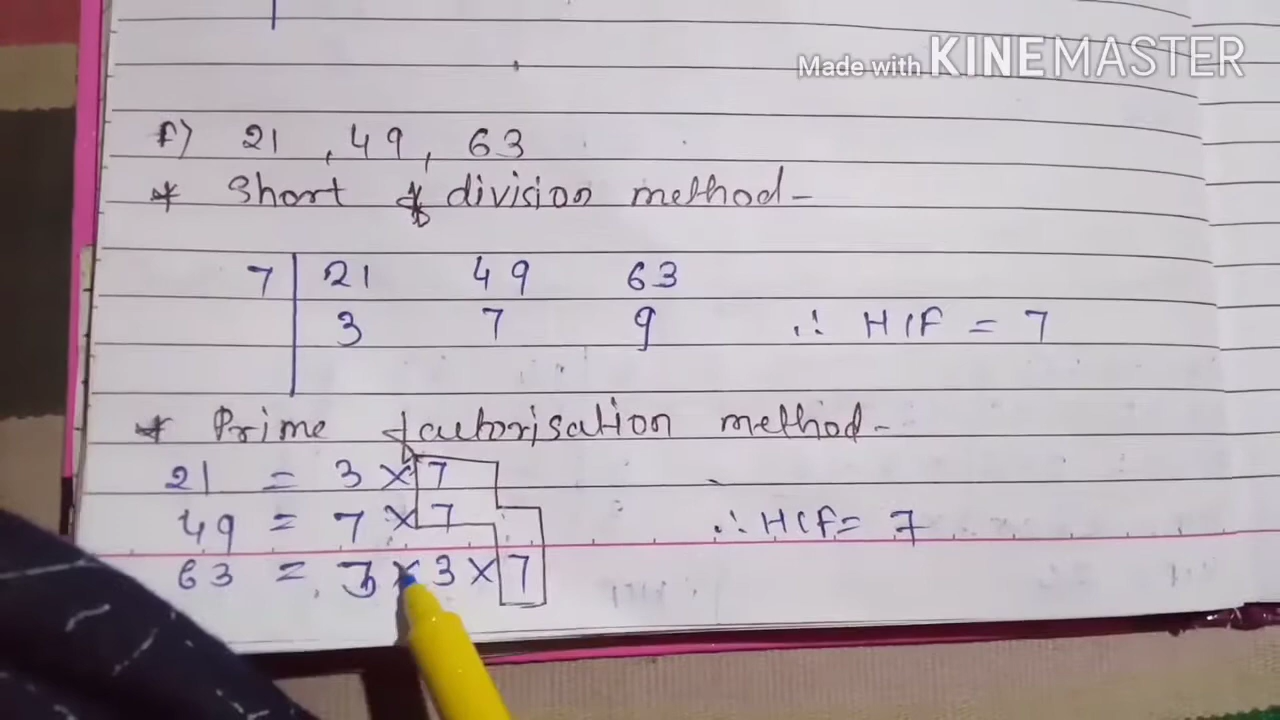 Made with KINEMASTER
f) 21 , 49, 63
* Short division method-
7 21 49 63
3 7 9 ∴ HCF = 7
* Prime factorisation method-
21 = 3 × 7
49 = 7 × 7 ∴ HCF = 7
63 = 3 × 3 × 7